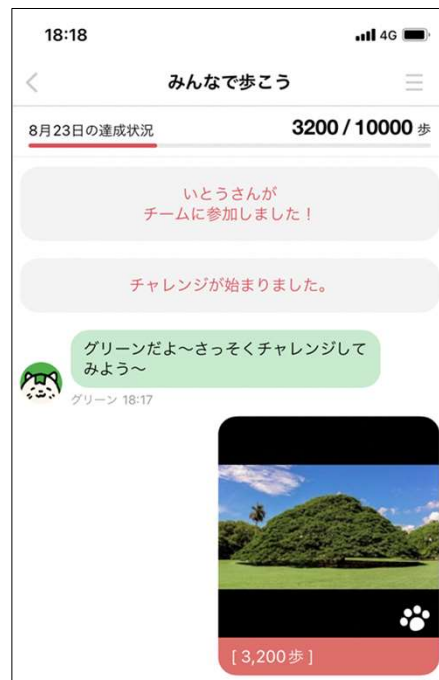 18:18 4G
みんなで歩こう
8月23日の達成状況 3200 / 10000 歩
いとうさんが
チームに参加しました！
チャレンジが始まりました。
グリーンだよ〜さっそくチャレンジして
みよう〜
グリーン 18:17
[ 3,200歩 ]